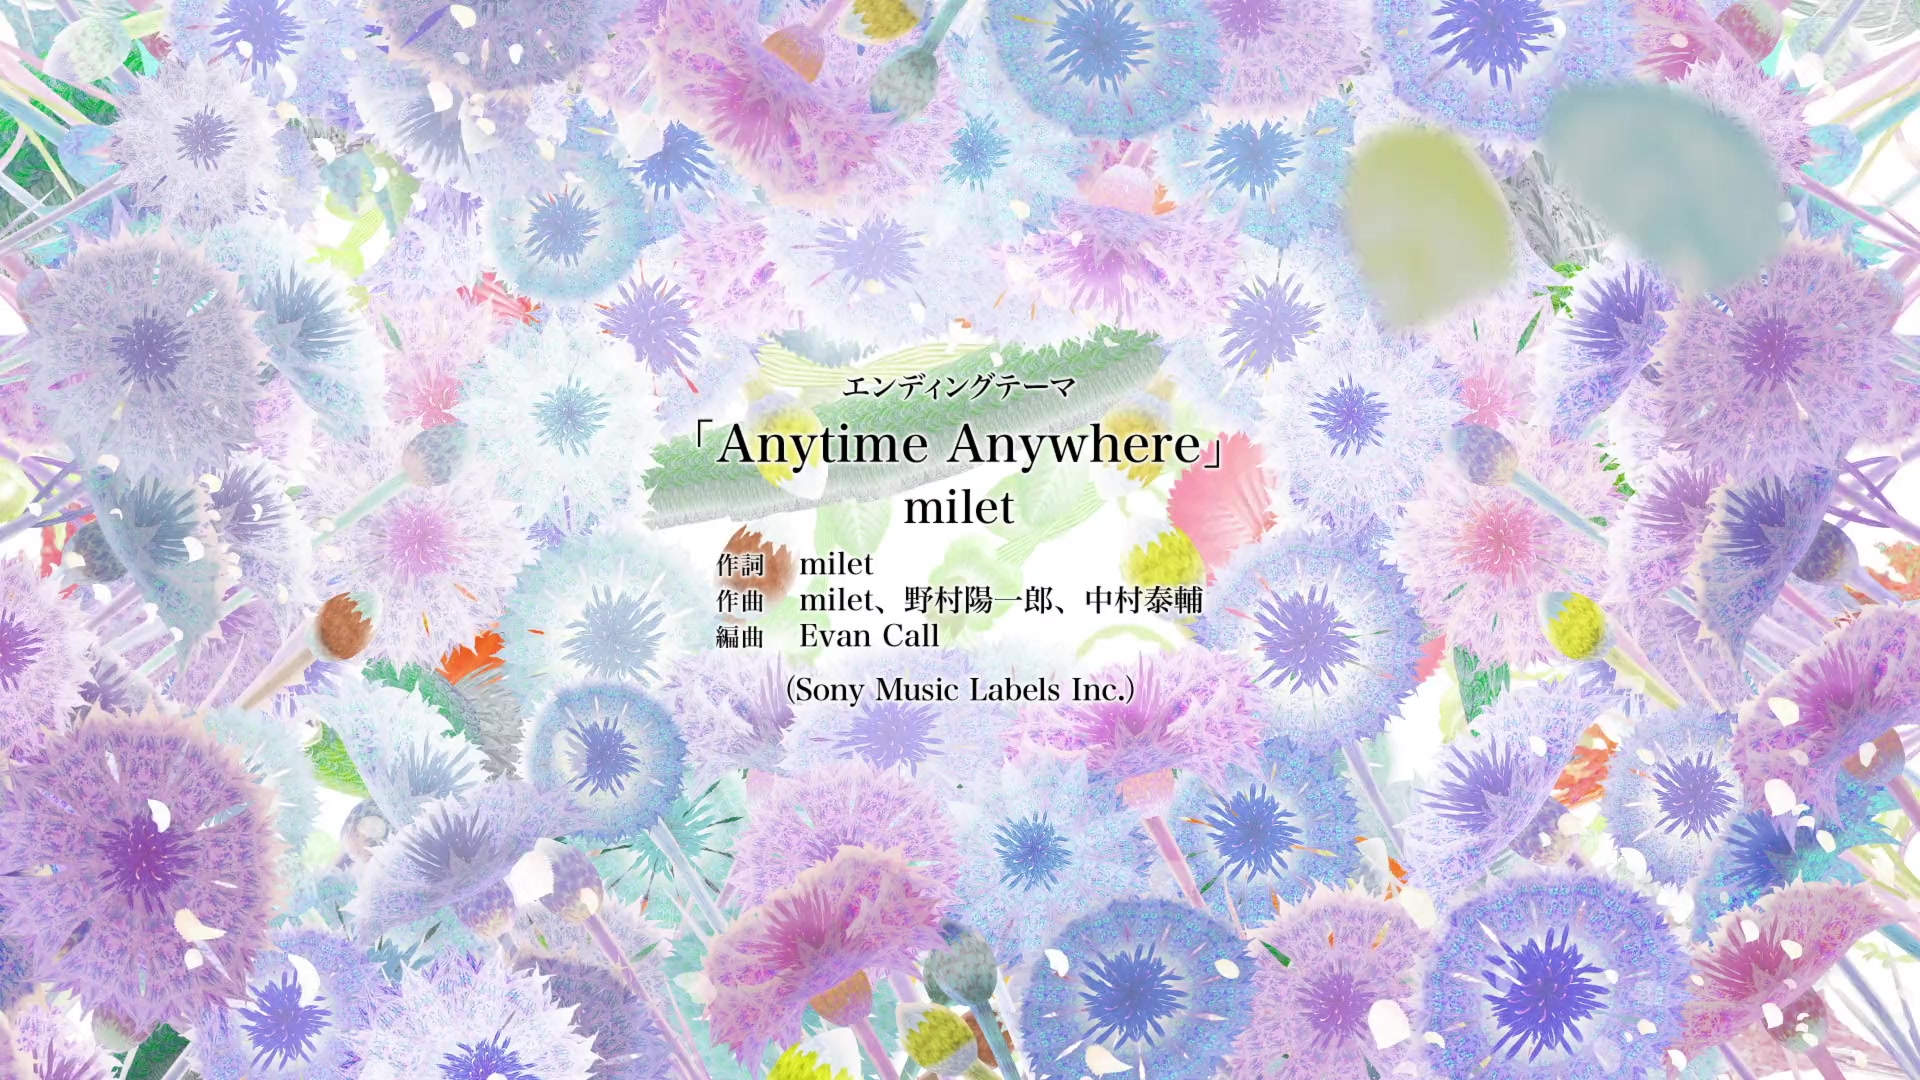 エンディングテーマ
「Anytime Anywhere」
milet
作詞 milet
作曲 milet、野村陽一郎、中村泰輔
編曲 Evan Call
(Sony Music Labels Inc.)